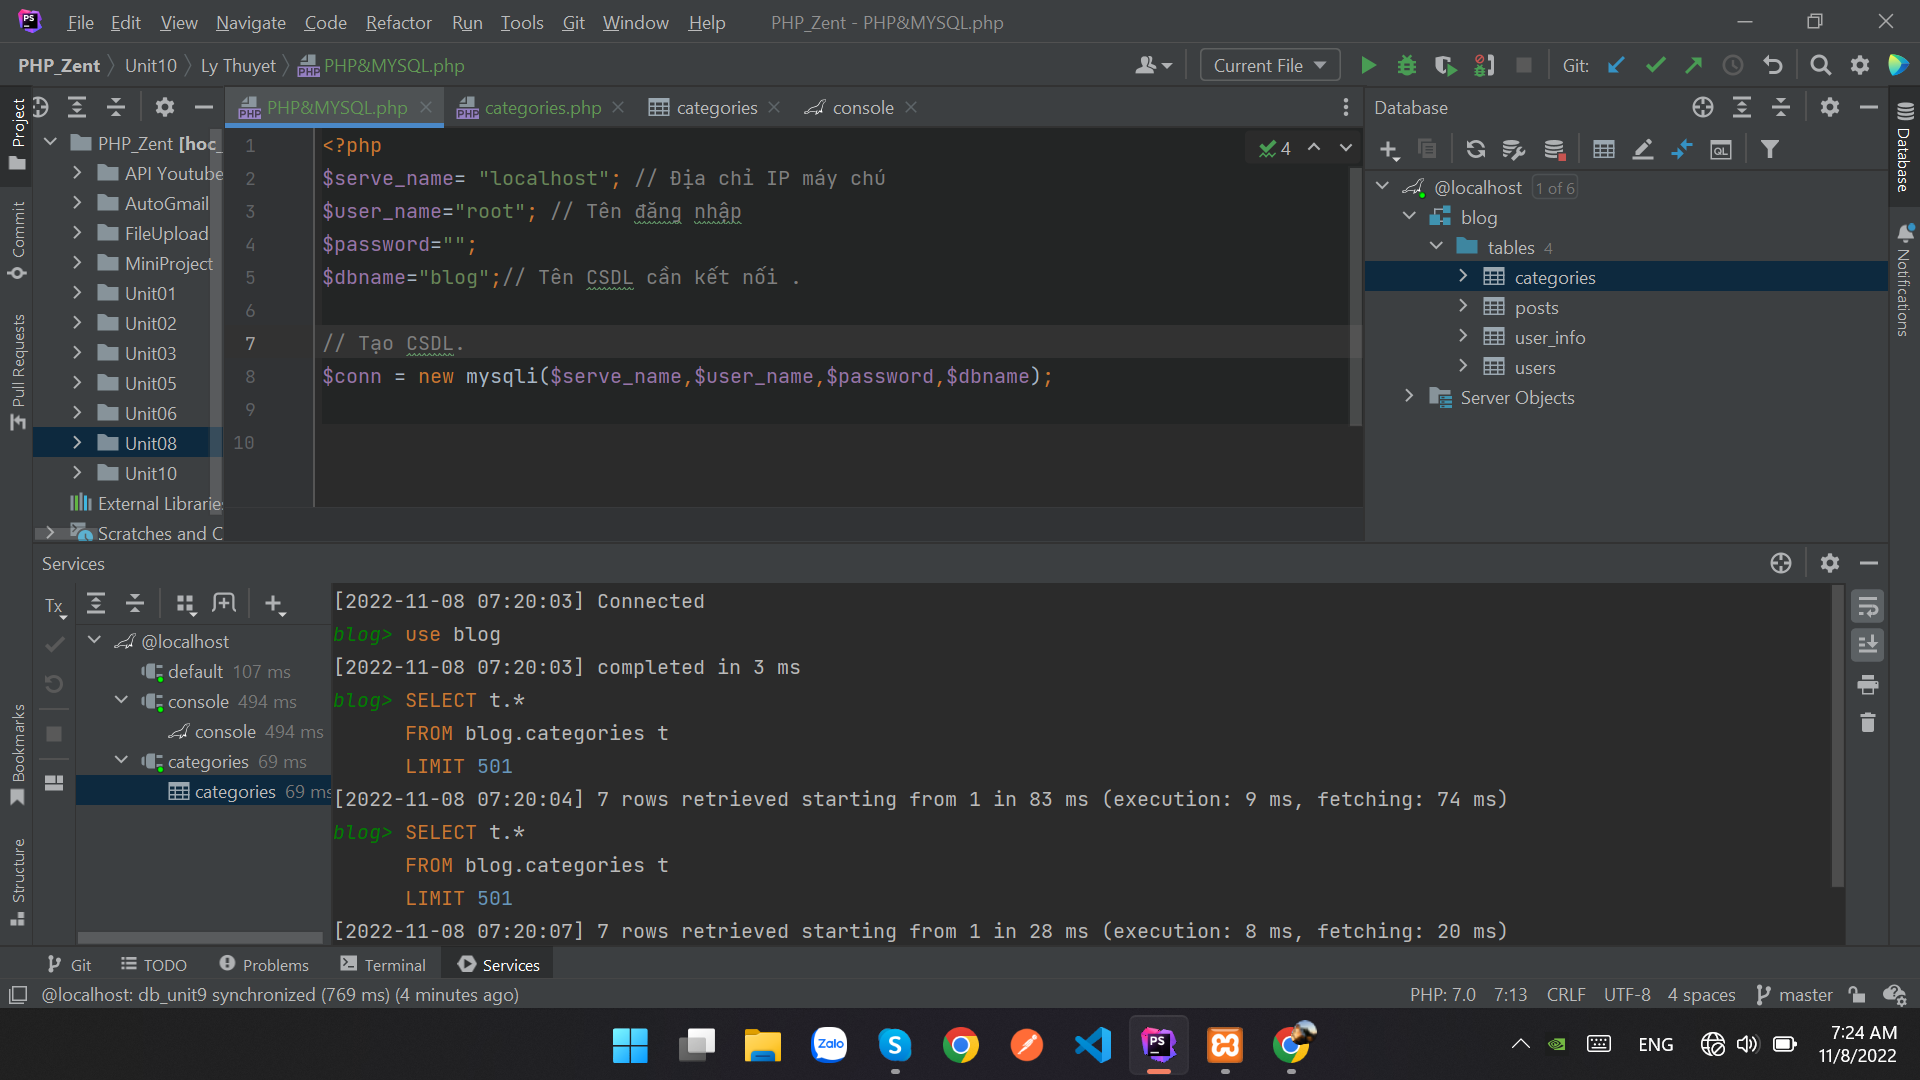 File Edit View Navigate Code Refactor Run Tools Git Window Help PHP_Zent - PHP&MYSQL.php
PHP_Zent Unit10 Ly Thuyet PHP&MYSQL.php Current File Git:
PHP&MYSQL.php categories.php categories console
Project
Commit
Pull Requests
Bookmarks
Structure
PHP_Zent [hoc_
API Youtube
AutoGmail
FileUpload
MiniProject
Unit01
Unit02
Unit03
Unit05
Unit06
Unit08
Unit10
External Librarie
Scratches and C
4
1 <?php
2 $serve_name= "localhost"; // Địa chỉ IP máy chủ
3 $user_name="root"; // Tên đăng nhập
4 $password="";
5 $dbname="blog";// Tên CSDL cần kết nối .
6
7 // Tạo CSDL.
8 $conn = new mysqli($serve_name,$user_name,$password,$dbname);
9
10
Database
QL
@localhost 1 of 6
blog
tables 4
categories
posts
user_info
users
Server Objects
Database
Notifications
Services
Tx
@localhost
default 107 ms
console 494 ms
console 494 ms
categories 69 ms
categories 69 ms
[2022-11-08 07:20:03] Connected
blog> use blog
[2022-11-08 07:20:03] completed in 3 ms
blog> SELECT t.*
FROM blog.categories t
LIMIT 501
[2022-11-08 07:20:04] 7 rows retrieved starting from 1 in 83 ms (execution: 9 ms, fetching: 74 ms)
blog> SELECT t.*
FROM blog.categories t
LIMIT 501
[2022-11-08 07:20:07] 7 rows retrieved starting from 1 in 28 ms (execution: 8 ms, fetching: 20 ms)
Git TODO Problems Terminal Services
@localhost: db_unit9 synchronized (769 ms) (4 minutes ago) PHP: 7.0 7:13 CRLF UTF-8 4 spaces master
Zalo
ENG
7:24 AM
11/8/2022